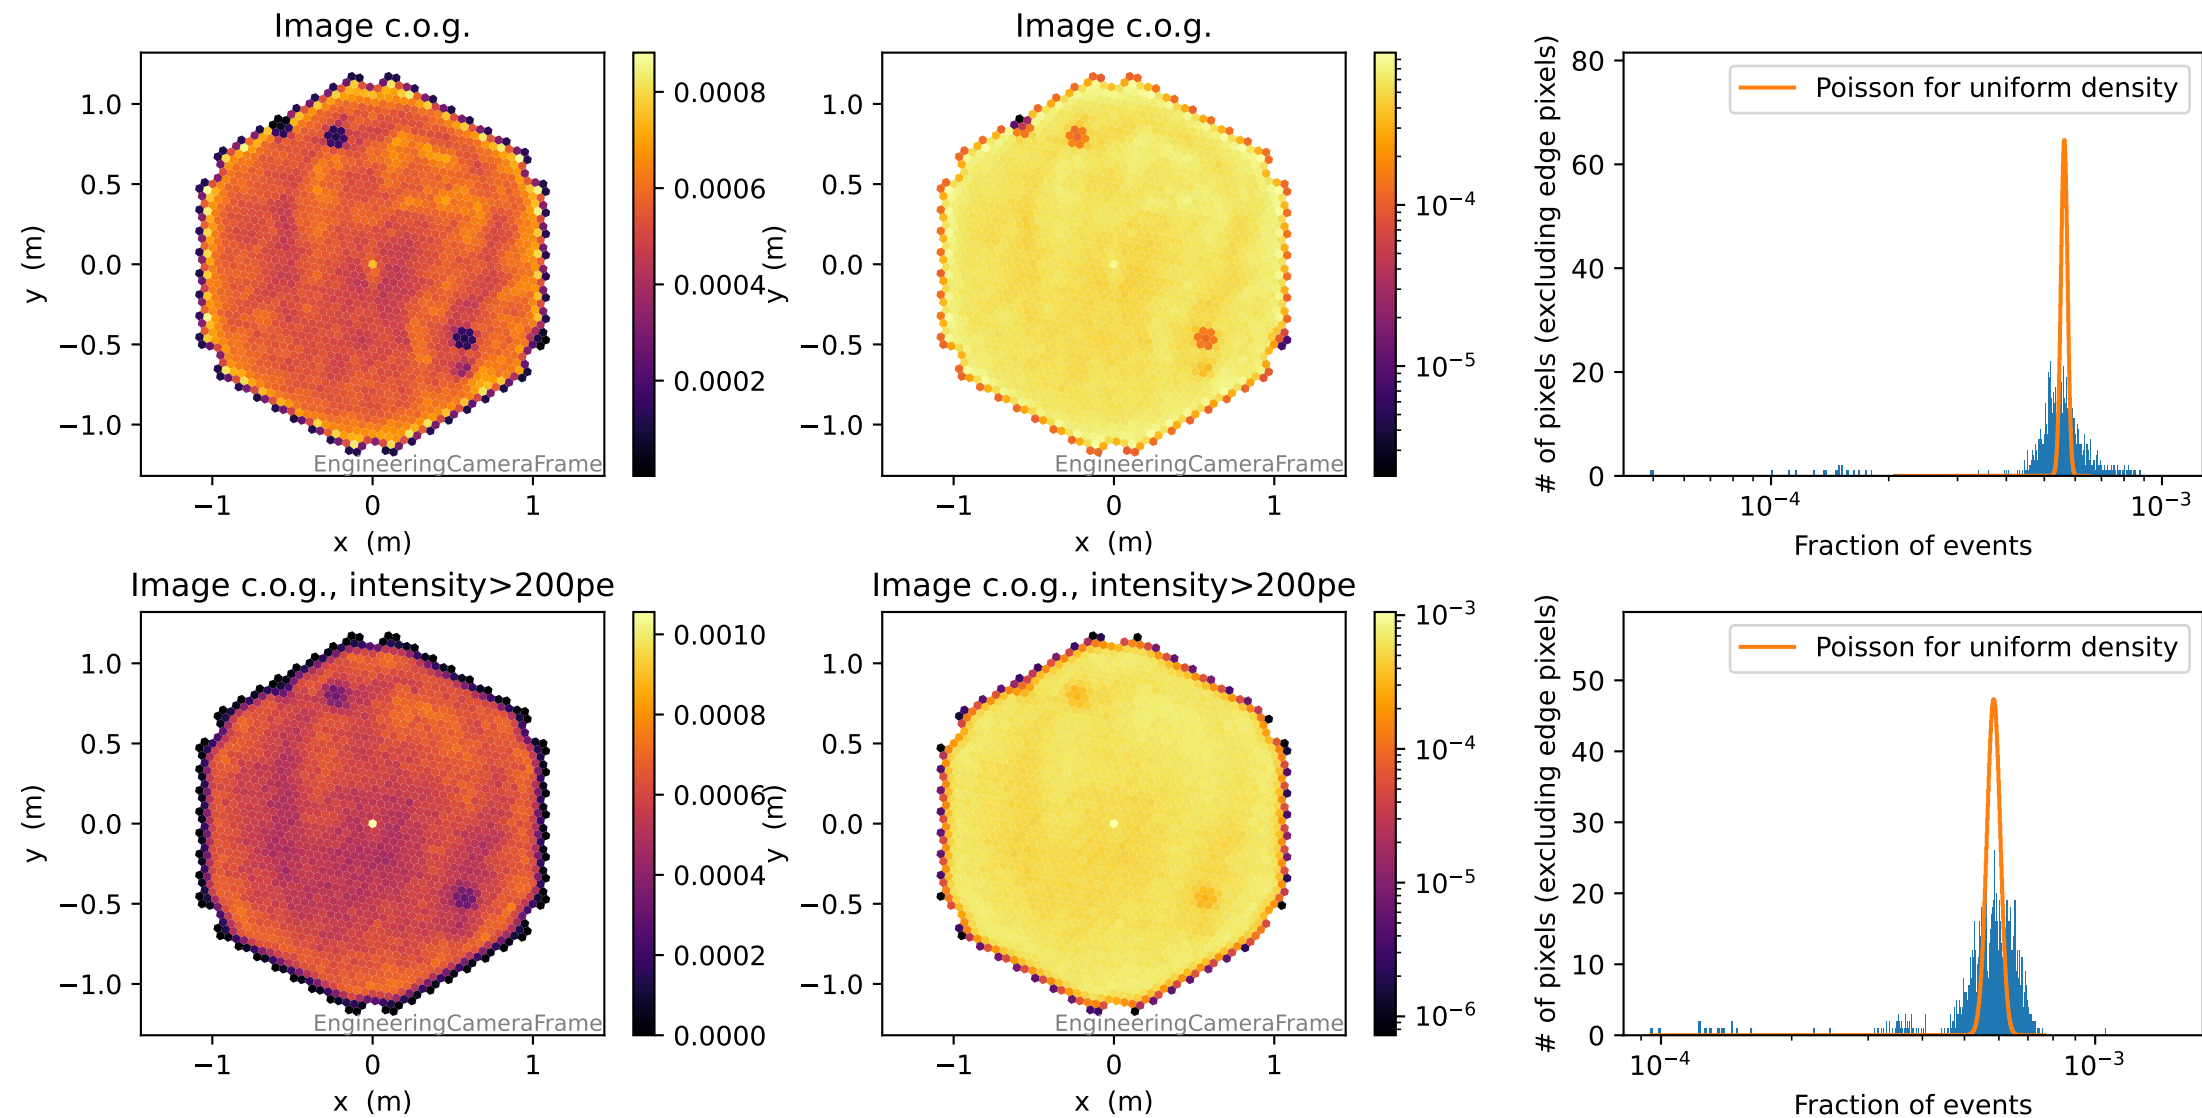 Image c.o.g.
1.0
0.5
0.0
−0.5
−1.0
y (m)
−1 0 1
x (m)
EngineeringCameraFrame
0.0008
0.0006
0.0004
0.0002
Image c.o.g.
1.0
0.5
0.0
−0.5
−1.0
y (m)
−1 0 1
x (m)
EngineeringCameraFrame
10⁻⁴
10⁻⁵
80
60
40
20
0
# of pixels (excluding edge pixels)
Poisson for uniform density
10⁻⁴ 10⁻³
Fraction of events
Image c.o.g., intensity>200pe
1.0
0.5
0.0
−0.5
−1.0
y (m)
−1 0 1
x (m)
EngineeringCameraFrame
0.0010
0.0008
0.0006
0.0004
0.0002
0.0000
Image c.o.g., intensity>200pe
1.0
0.5
0.0
−0.5
−1.0
y (m)
−1 0 1
x (m)
EngineeringCameraFrame
10⁻³
10⁻⁴
10⁻⁵
10⁻⁶
50
40
30
20
10
0
# of pixels (excluding edge pixels)
Poisson for uniform density
10⁻⁴ 10⁻³
Fraction of events